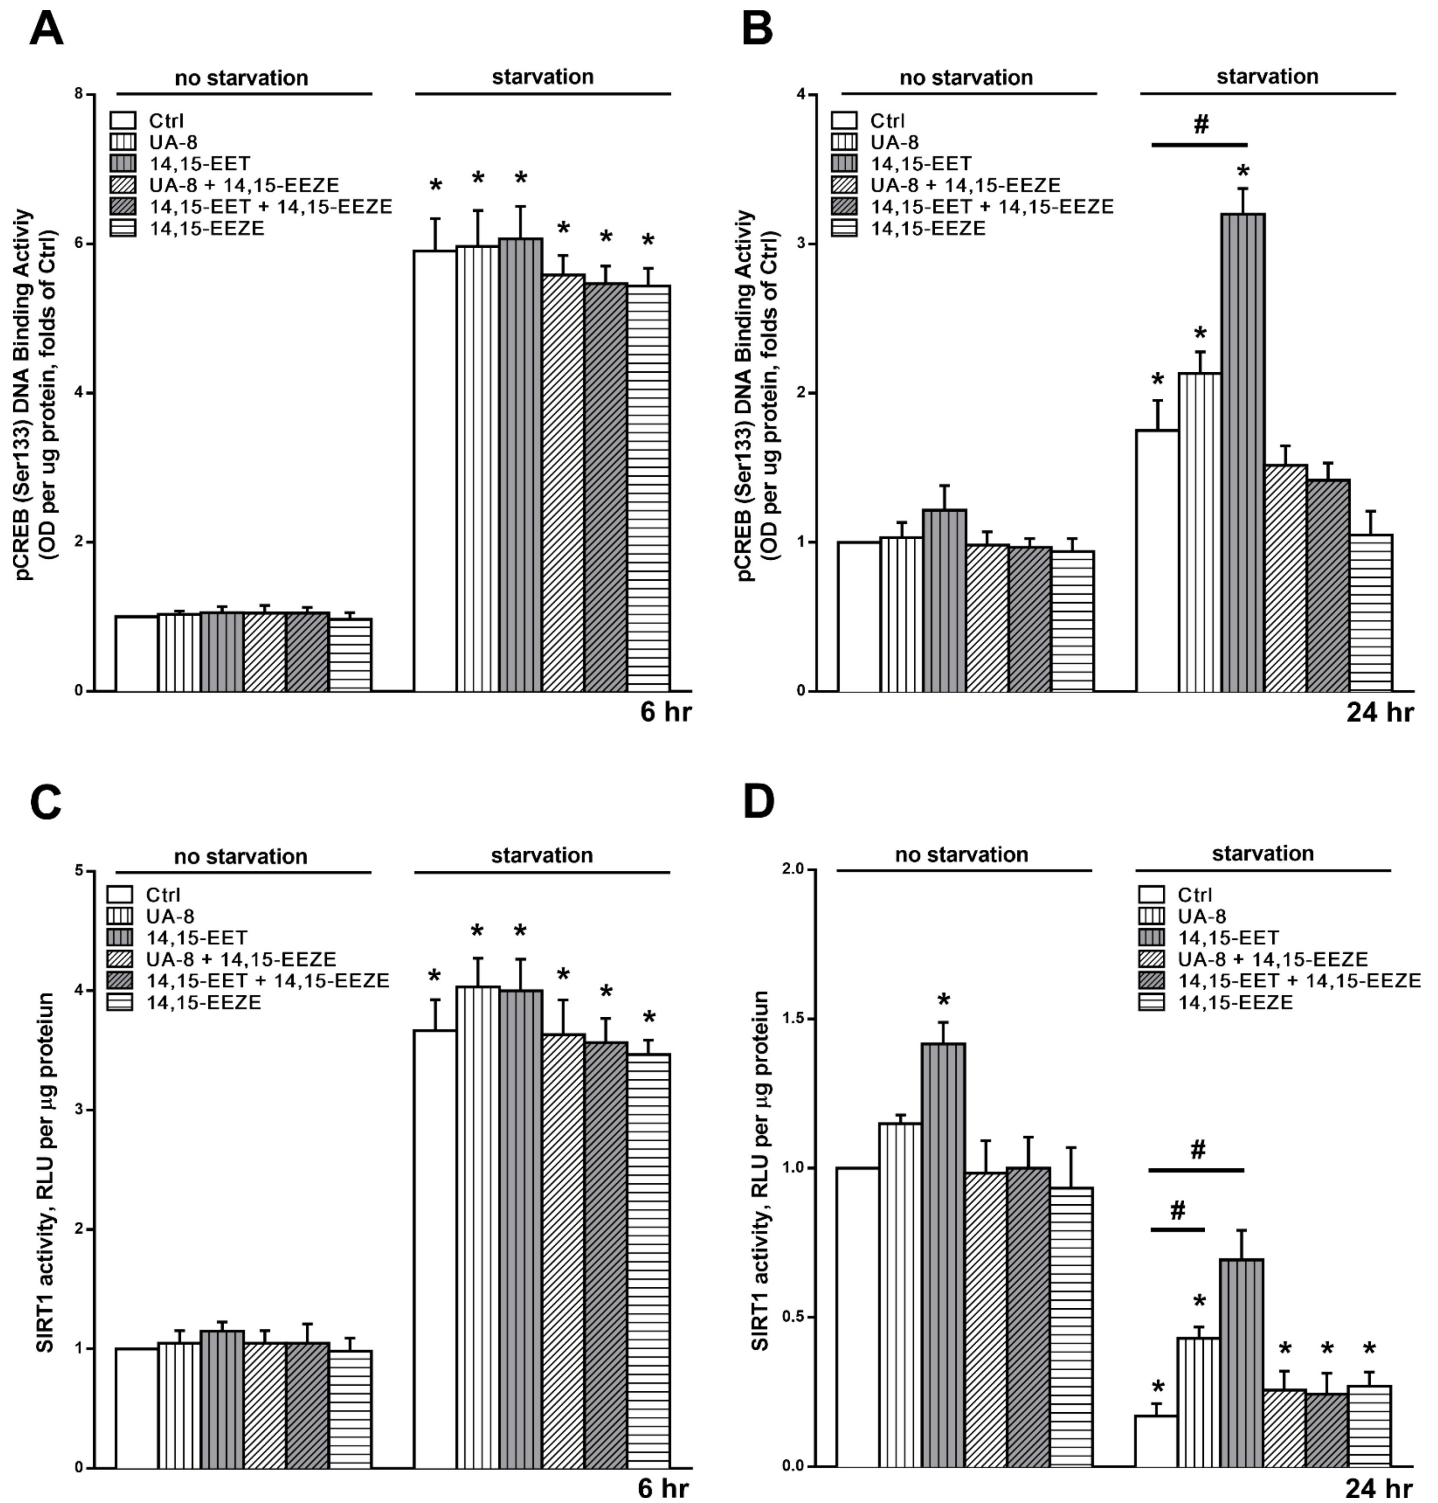 A
no starvation
starvation
8
6
4
2
0
pCREB (Ser133) DNA Binding Activiy
(OD per ug protein, folds of Ctrl)
Ctrl
UA-8
14,15-EET
UA-8 + 14,15-EEZE
14,15-EET + 14,15-EEZE
14,15-EEZE
* * * * * *
6 hr
B
no starvation
starvation
4
3
2
1
0
pCREB (Ser133) DNA Binding Activiy
(OD per ug protein, folds of Ctrl)
Ctrl
UA-8
14,15-EET
UA-8 + 14,15-EEZE
14,15-EET + 14,15-EEZE
14,15-EEZE
#
* * *
24 hr
C
no starvation
starvation
5
4
3
2
1
0
SIRT1 activity, RLU per µg proteiun
Ctrl
UA-8
14,15-EET
UA-8 + 14,15-EEZE
14,15-EET + 14,15-EEZE
14,15-EEZE
* * * * * *
6 hr
D
no starvation
starvation
2.0
1.5
1.0
0.5
0.0
SIRT1 activity, RLU per µg proteiun
Ctrl
UA-8
14,15-EET
UA-8 + 14,15-EEZE
14,15-EET + 14,15-EEZE
14,15-EEZE
*
#
#
* * * * *
24 hr